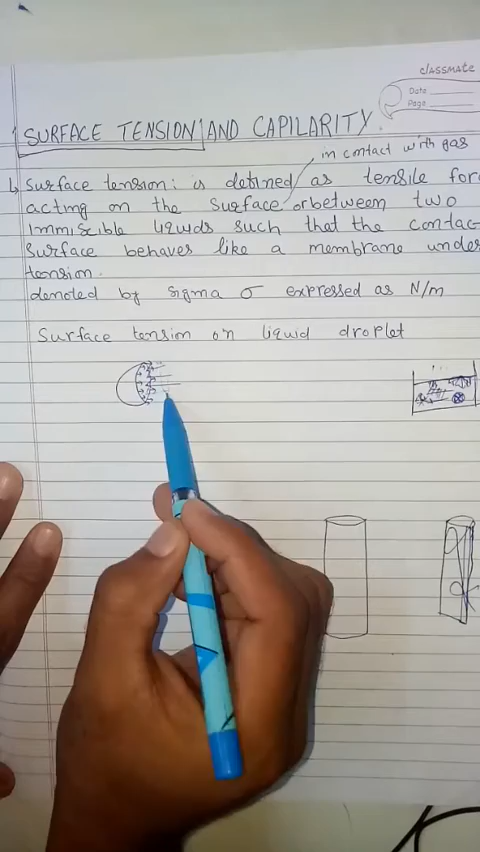 classmate
Date
Page
SURFACE TENSION AND CAPILARITY.
in contact with gas
Surface tension: is defined as tensile for
acting on the surface or between two
immiscible liquids such that the contac
Surface behaves like a membrane under
tension.
denoted by sigma σ expressed as N/m
Surface tension on liquid droplet